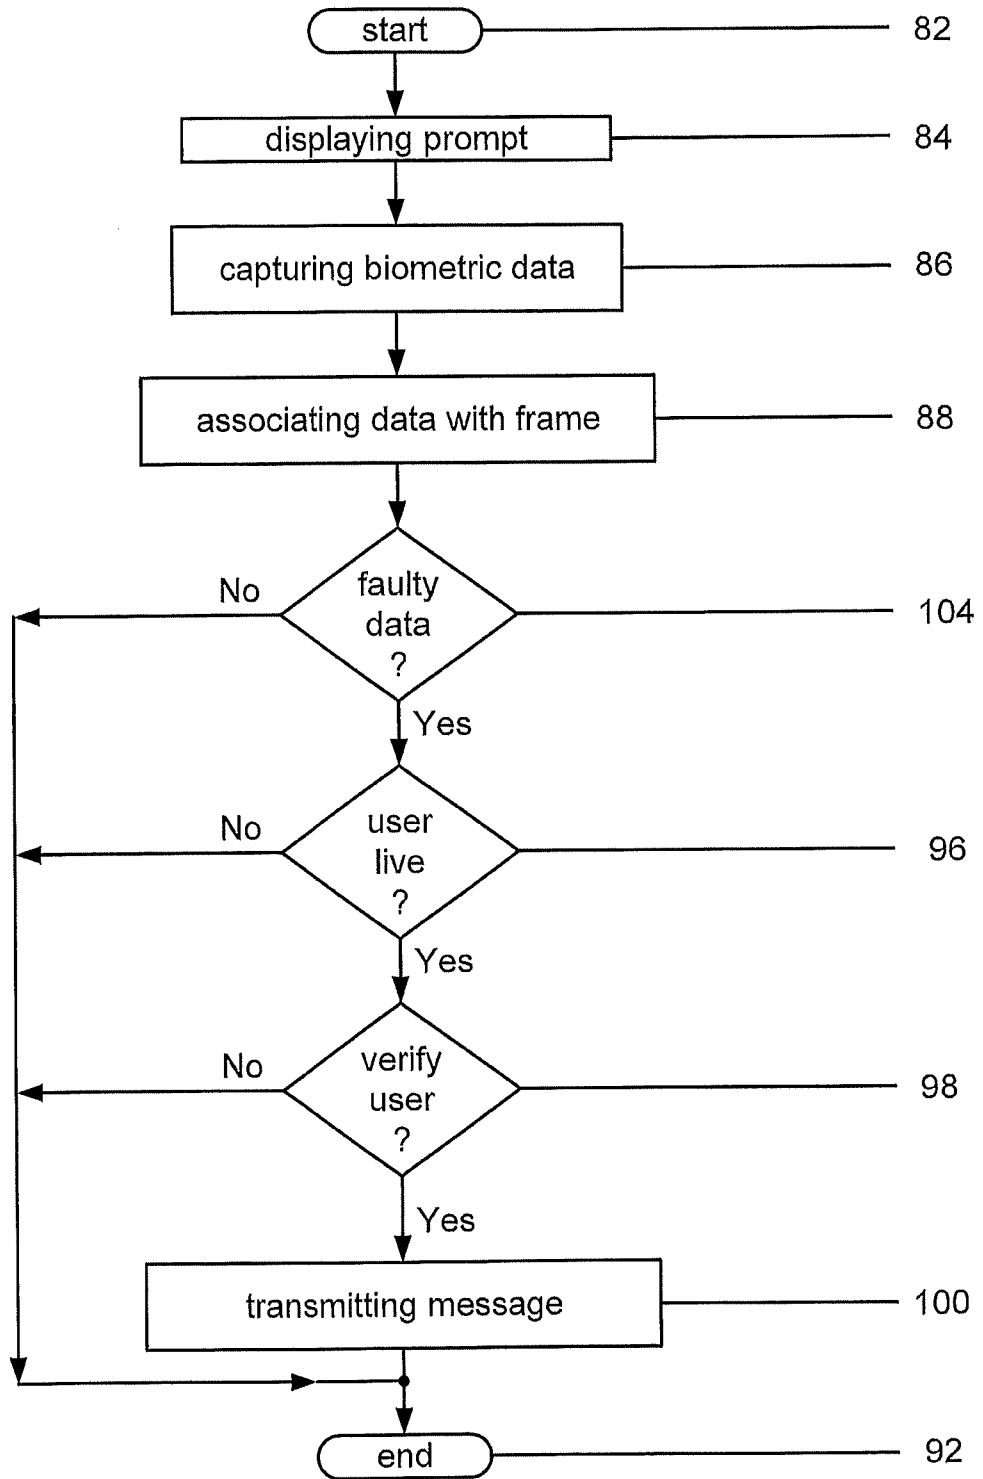 start
82
displaying prompt
84
capturing biometric data
86
associating data with frame
88
No
faulty
data
?
104
Yes
No
user
live
?
96
Yes
No
verify
user
?
98
Yes
transmitting message
100
end
92